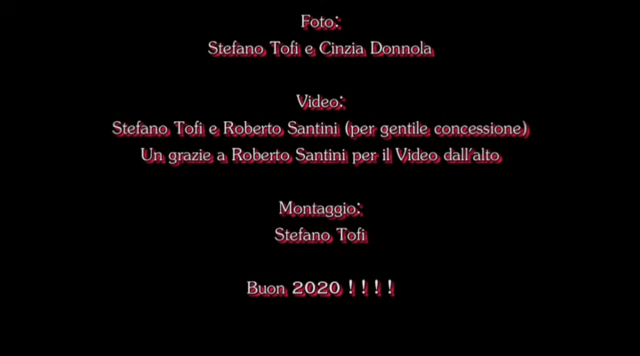 Foto:
Stefano Tofi e Cinzia Donnola
Video:
Stefano Tofi e Roberto Santini (per gentile concessione)
Un grazie a Roberto Santini per il Video dall'alto
Montaggio:
Stefano Tofi
Buon 2020 ! ! ! !